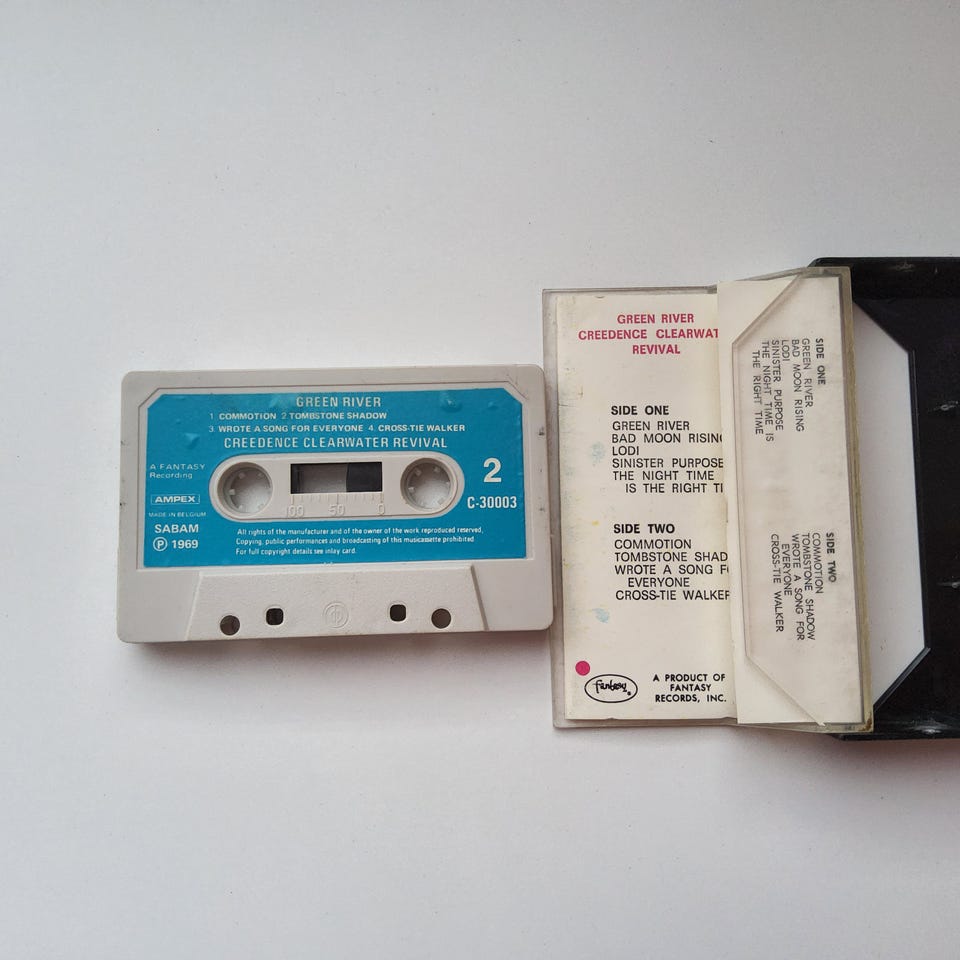 GREEN RIVER
1 COMMOTION 2 TOMBSTONE SHADOW
3. WROTE A SONG FOR EVERYONE 4. CROSS-TIE WALKER
CREEDENCE CLEARWATER REVIVAL
A FANTASY
Recording
AMPEX
MADE IN BELGIUM
SABAM
Ⓟ 1969
100 50 0
2
C-30003
All rights of the manufacturer and of the owner of the work reproduced reserved,
Copying, public performances and broadcasting of this musicassette prohibited
For full copyright details see inlay card.
GREEN RIVER
CREEDENCE CLEARWAT
REVIVAL
SIDE ONE
GREEN RIVER
BAD MOON RISING
LODI
SINISTER PURPOSE
THE NIGHT TIME
IS THE RIGHT TI
SIDE TWO
COMMOTION
TOMBSTONE SHAD
WROTE A SONG F
EVERYONE
CROSS-TIE WALKER
fantasy
A PRODUCT OF
FANTASY
RECORDS, INC.
SIDE ONE
GREEN RIVER
BAD MOON RISING
LODI
SINISTER PURPOSE
THE NIGHT TIME IS
THE RIGHT TIME
SIDE TWO
COMMOTION
TOMBSTONE SHADOW
WROTE A SONG FOR
EVERYONE
CROSS-TIE WALKER